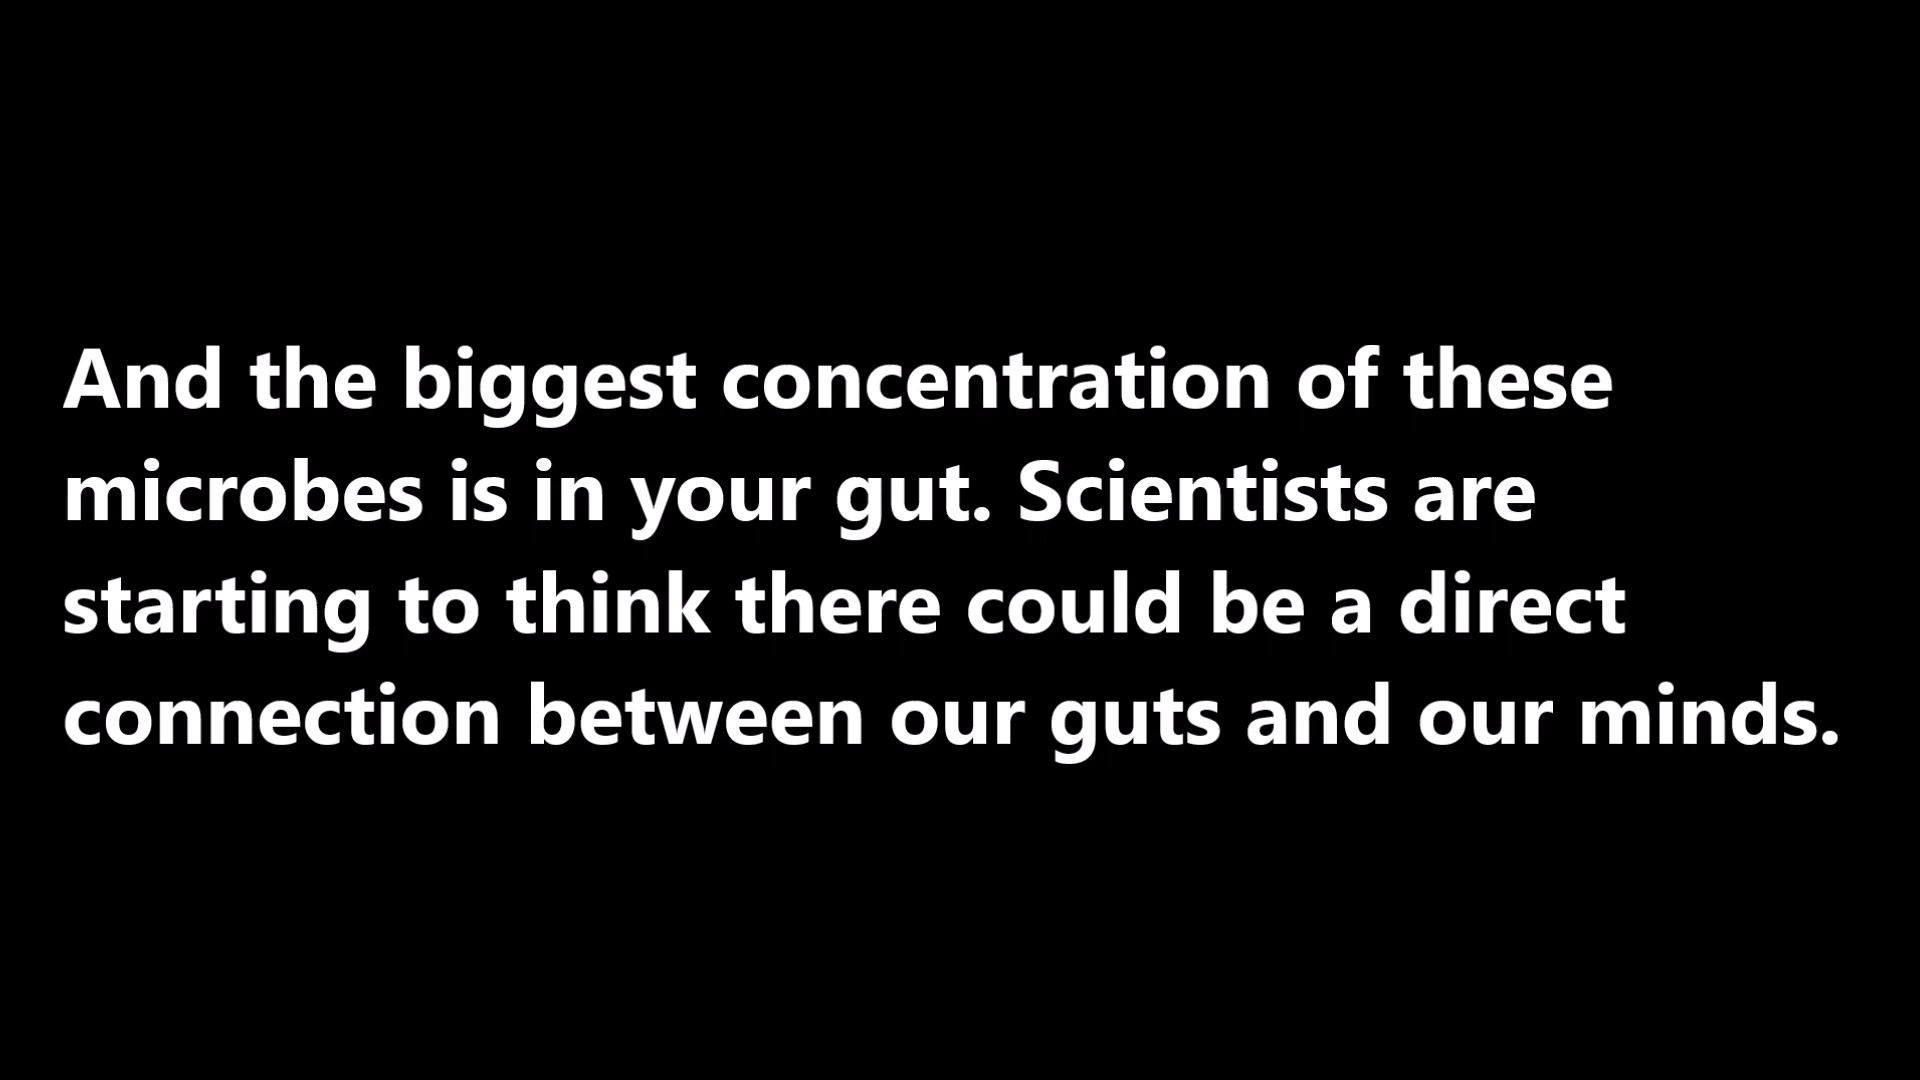 And the biggest concentration of these
microbes is in your gut. Scientists are
starting to think there could be a direct
connection between our guts and our minds.